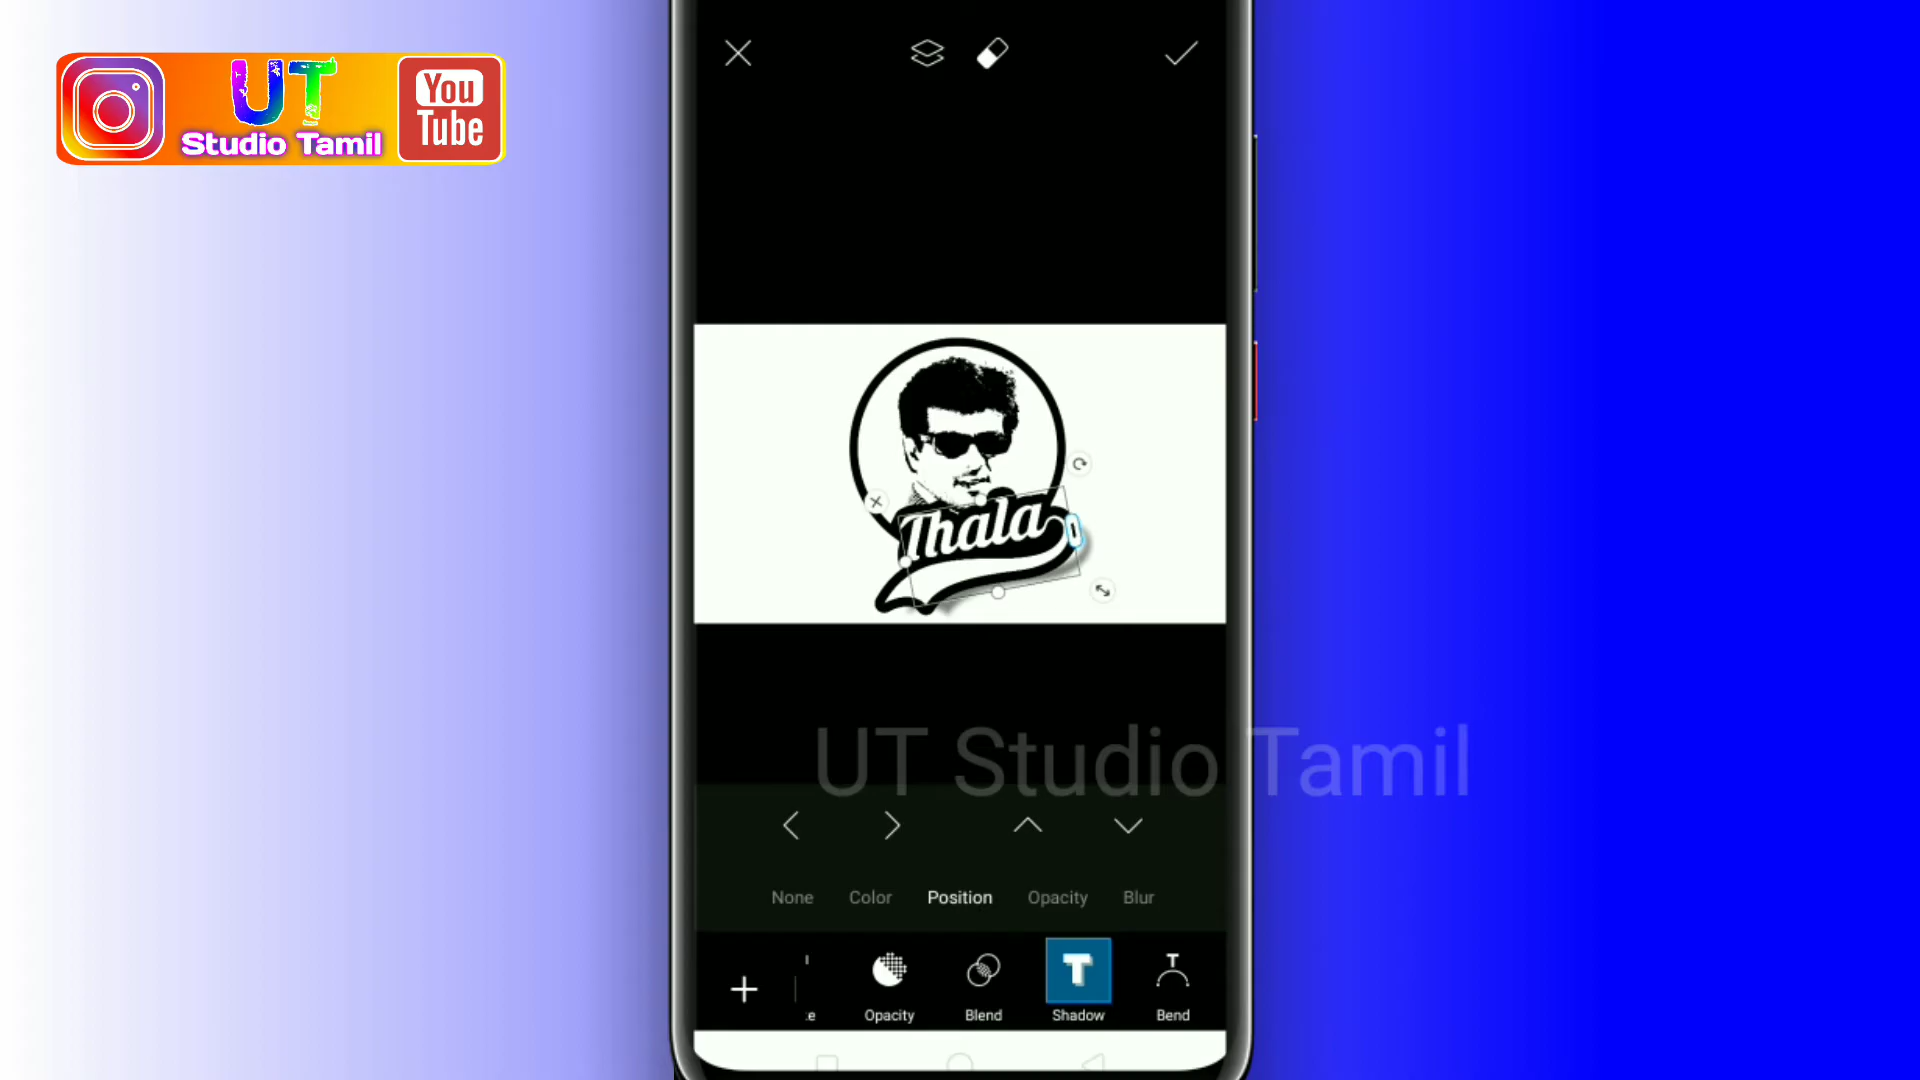 UT
Studio Tamil
You
Tube
Thala
UT Studio Tamil
None Color Position Opacity Blur
Opacity Blend Shadow Bend